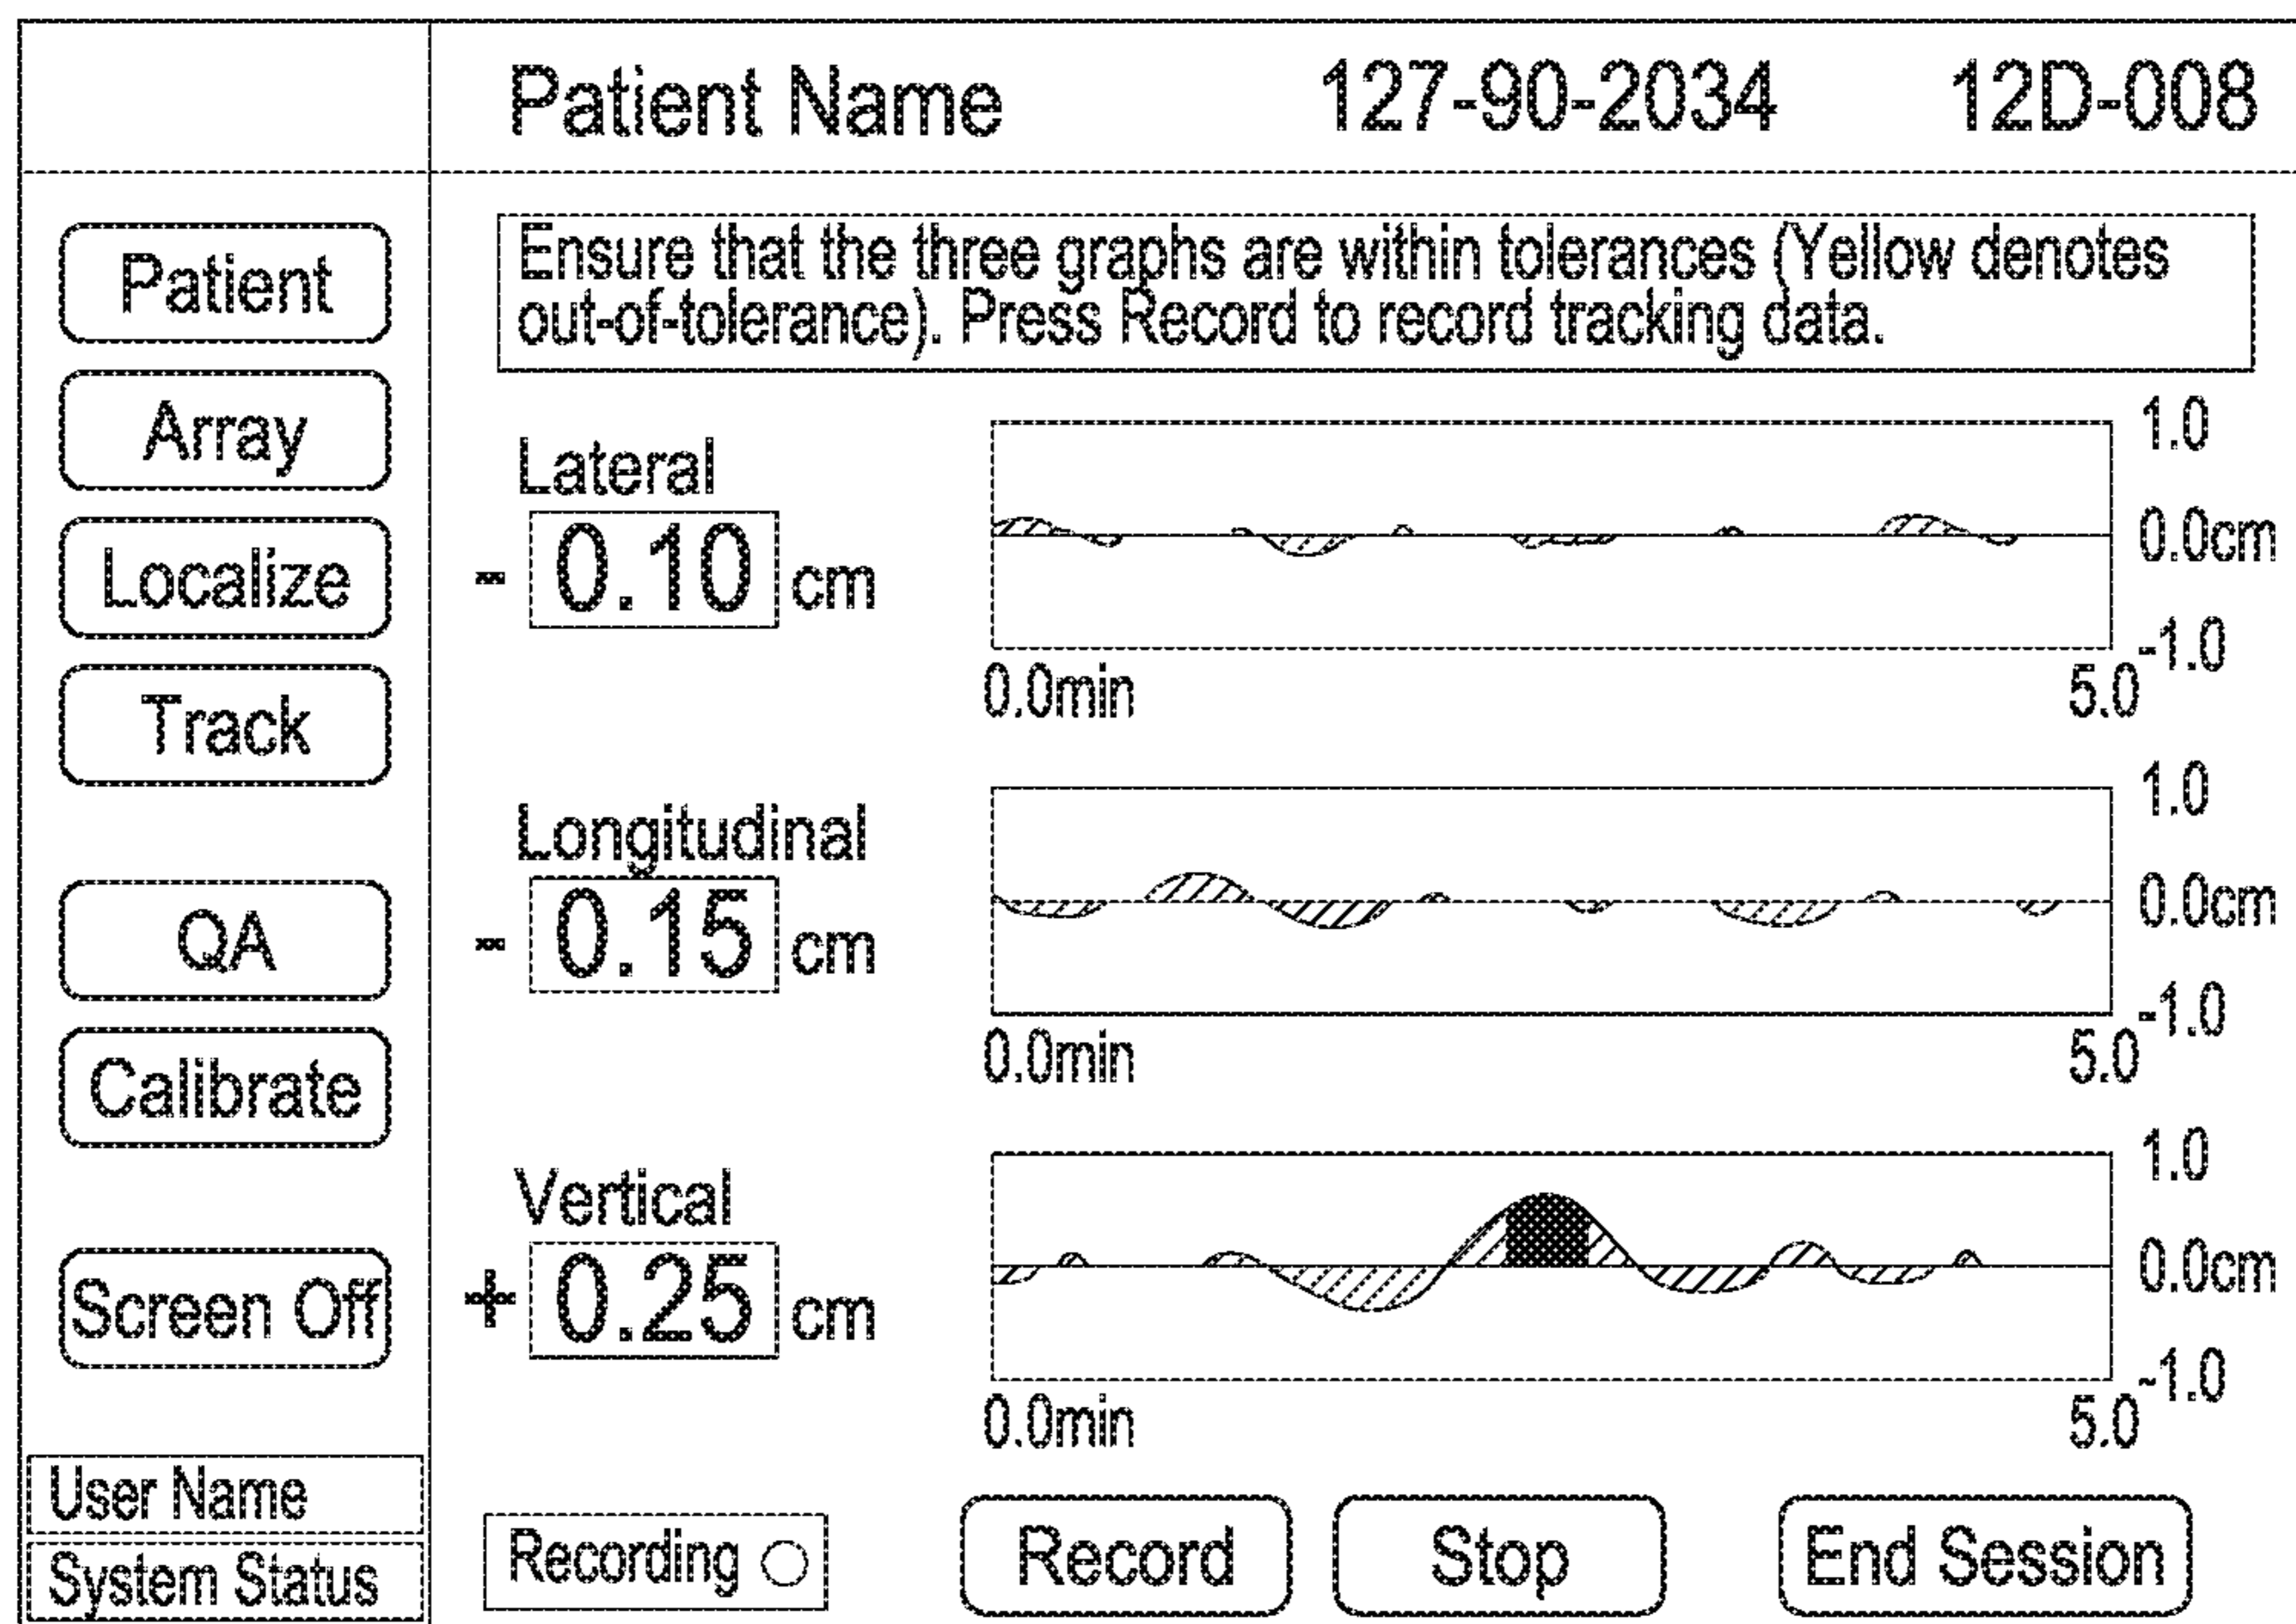 Patient Name 127-90-2034 12D-008
Patient
Array
Localize
Track
QA
Calibrate
Screen Off
User Name
System Status
Ensure that the three graphs are within tolerances (Yellow denotes
out-of-tolerance). Press Record to record tracking data.
Lateral
- 0.10 cm
1.0
0.0cm
-1.0
0.0min 5.0
Longitudinal
- 0.15 cm
1.0
0.0cm
-1.0
0.0min 5.0
Vertical
+ 0.25 cm
1.0
0.0cm
-1.0
0.0min 5.0
Recording Record Stop End Session